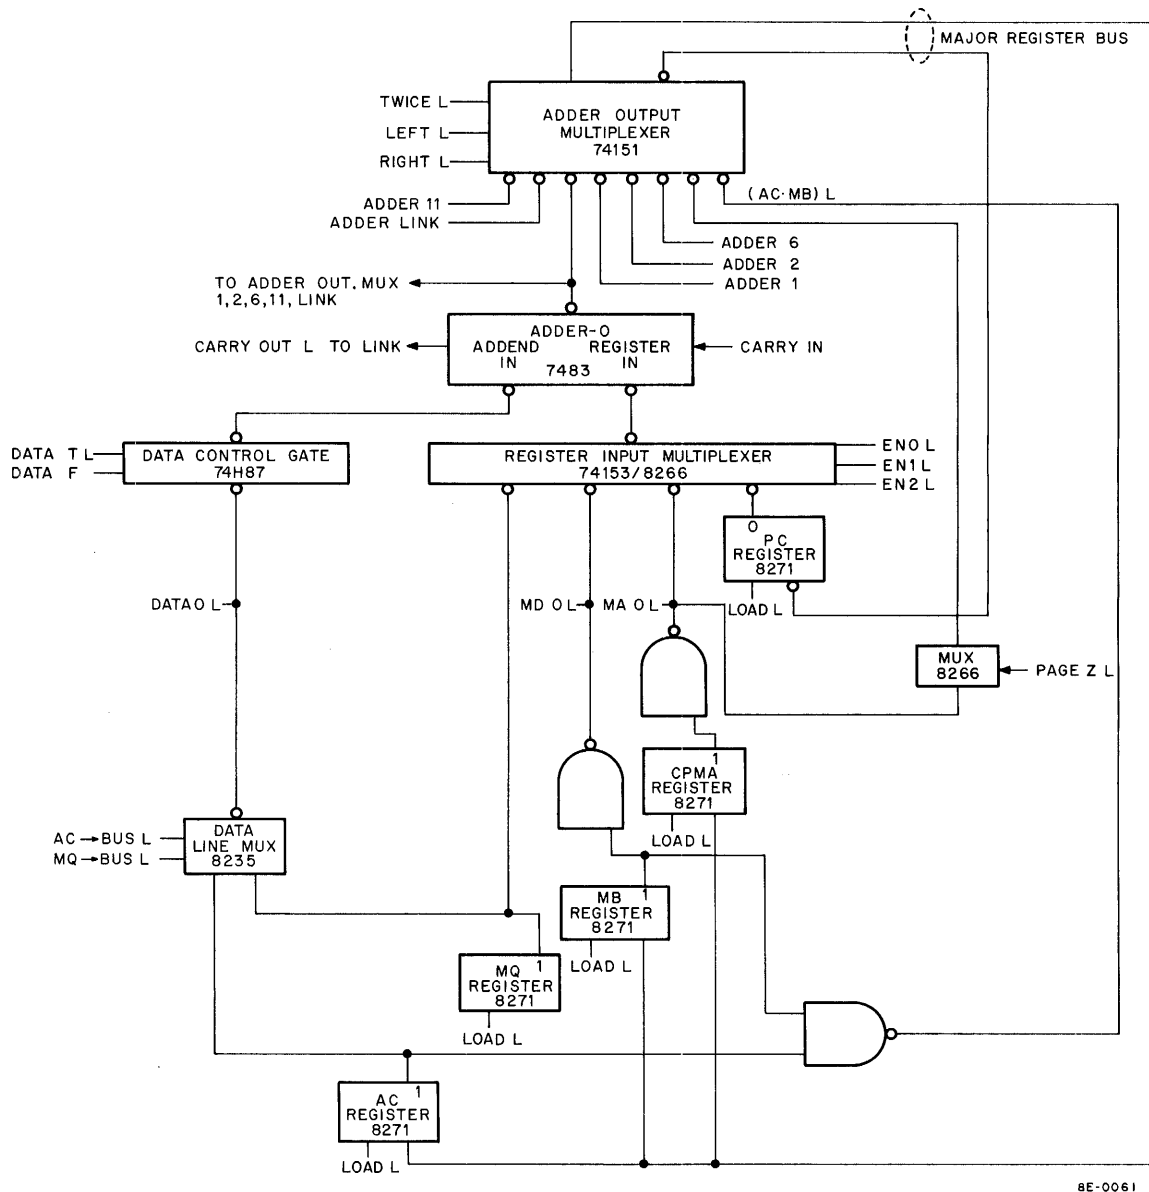 MAJOR REGISTER BUS
TWICE L
LEFT L
RIGHT L
ADDER OUTPUT
MULTIPLEXER
74151
(AC·MB) L
ADDER 11
ADDER LINK
ADDER 6
ADDER 2
ADDER 1
TO ADDER OUT. MUX
1,2,6,11, LINK
ADDER-0
ADDEND REGISTER
IN IN
7483
CARRY OUT L TO LINK
CARRY IN
DATA T L
DATA F
DATA CONTROL GATE
74H87
REGISTER INPUT MULTIPLEXER
74153/8266
EN0 L
EN1 L
EN2 L
0
PC
REGISTER
8271
LOAD L
DATA 0 L
MD 0 L
MA 0 L
MUX
8266
PAGE Z L
1
CPMA
REGISTER
8271
LOAD L
AC→BUS L
MQ→BUS L
DATA
LINE MUX
8235
MB 1
REGISTER
8271
LOAD L
MQ 1
REGISTER
8271
LOAD L
AC 1
REGISTER
8271
LOAD L
8E-0061